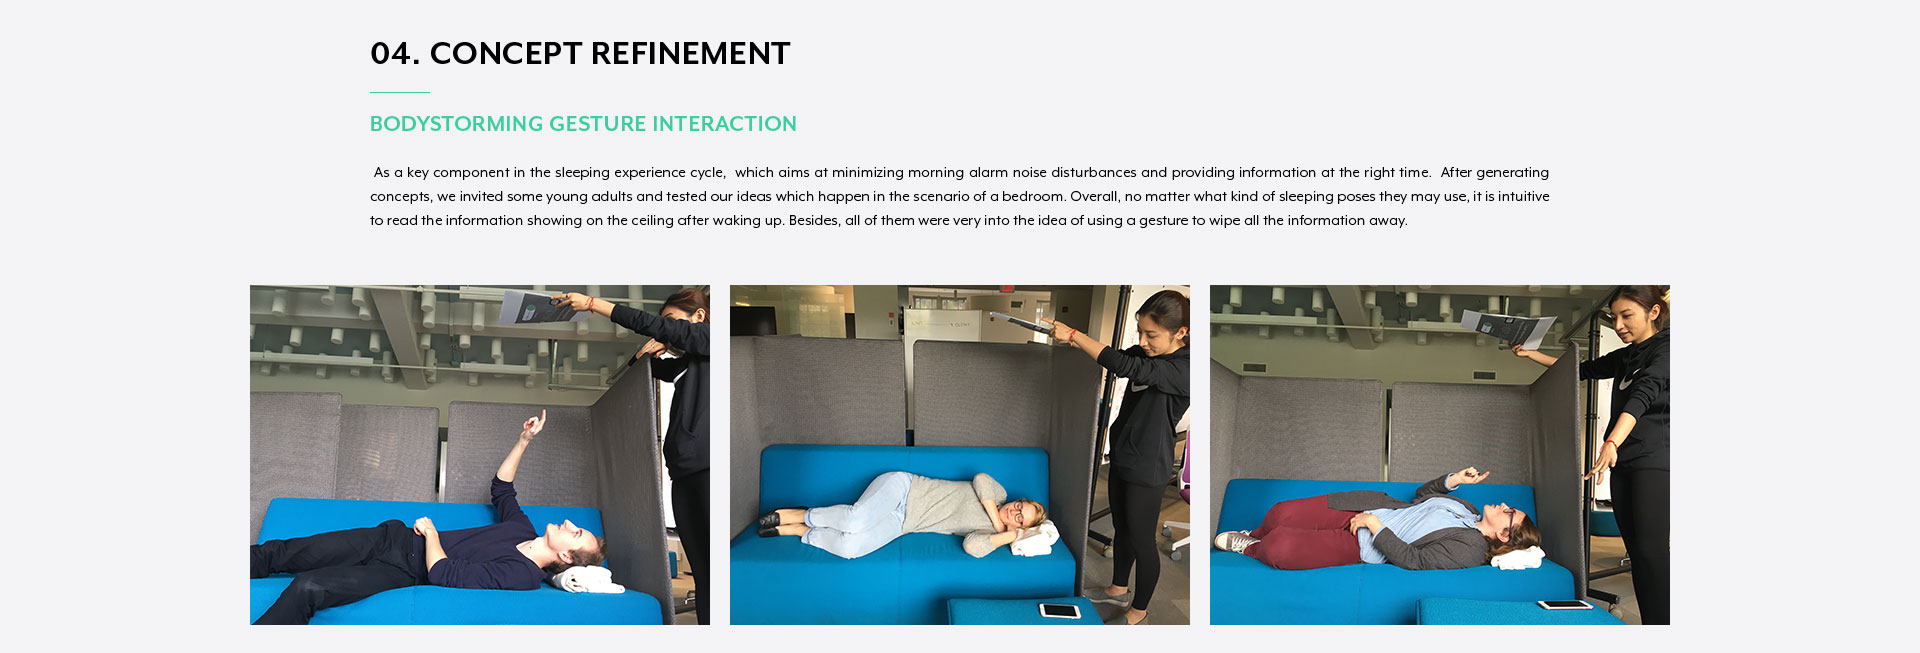 04. CONCEPT REFINEMENT
BODYSTORMING GESTURE INTERACTION
As a key component in the sleeping experience cycle, which aims at minimizing morning alarm noise disturbances and providing information at the right time. After generating
concepts, we invited some young adults and tested our ideas which happen in the scenario of a bedroom. Overall, no matter what kind of sleeping poses they may use, it is intuitive
to read the information showing on the ceiling after waking up. Besides, all of them were very into the idea of using a gesture to wipe all the information away.